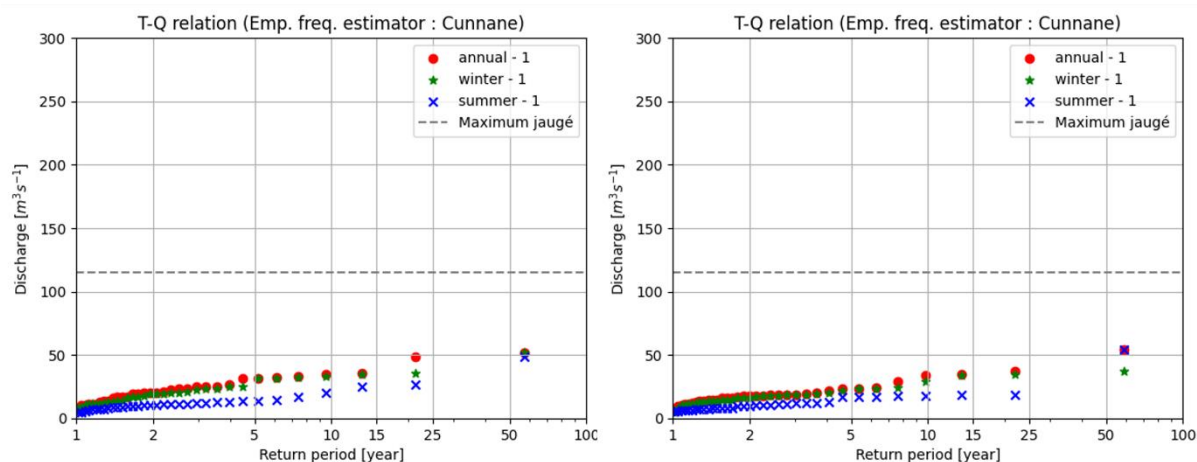 T-Q relation (Emp. freq. estimator : Cunnane)
300
250
200
150
100
50
0
Discharge [m³s⁻¹]
annual - 1
winter - 1
summer - 1
Maximum jaugé
1
2
5
10
15
25
50
100
Return period [year]
T-Q relation (Emp. freq. estimator : Cunnane)
300
250
200
150
100
50
0
Discharge [m³s⁻¹]
annual - 1
winter - 1
summer - 1
Maximum jaugé
1
2
5
10
15
25
50
100
Return period [year]